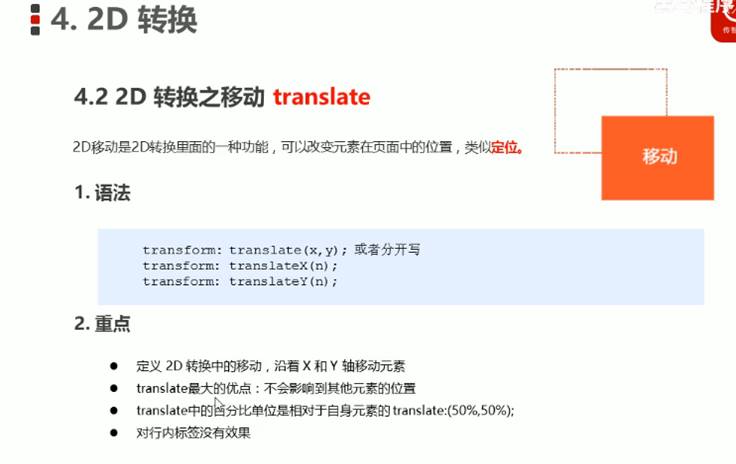 4. 2D 转换
4.2 2D 转换之移动 translate
2D移动是2D转换里面的一种功能，可以改变元素在页面中的位置，类似定位。
移动
1. 语法
transform: translate(x,y); 或者分开写
transform: translateX(n);
transform: translateY(n);
2. 重点
定义 2D 转换中的移动，沿着 X 和 Y 轴移动元素
translate最大的优点：不会影响到其他元素的位置
translate中的百分比单位是相对于自身元素的 translate:(50%,50%);
对行内标签没有效果